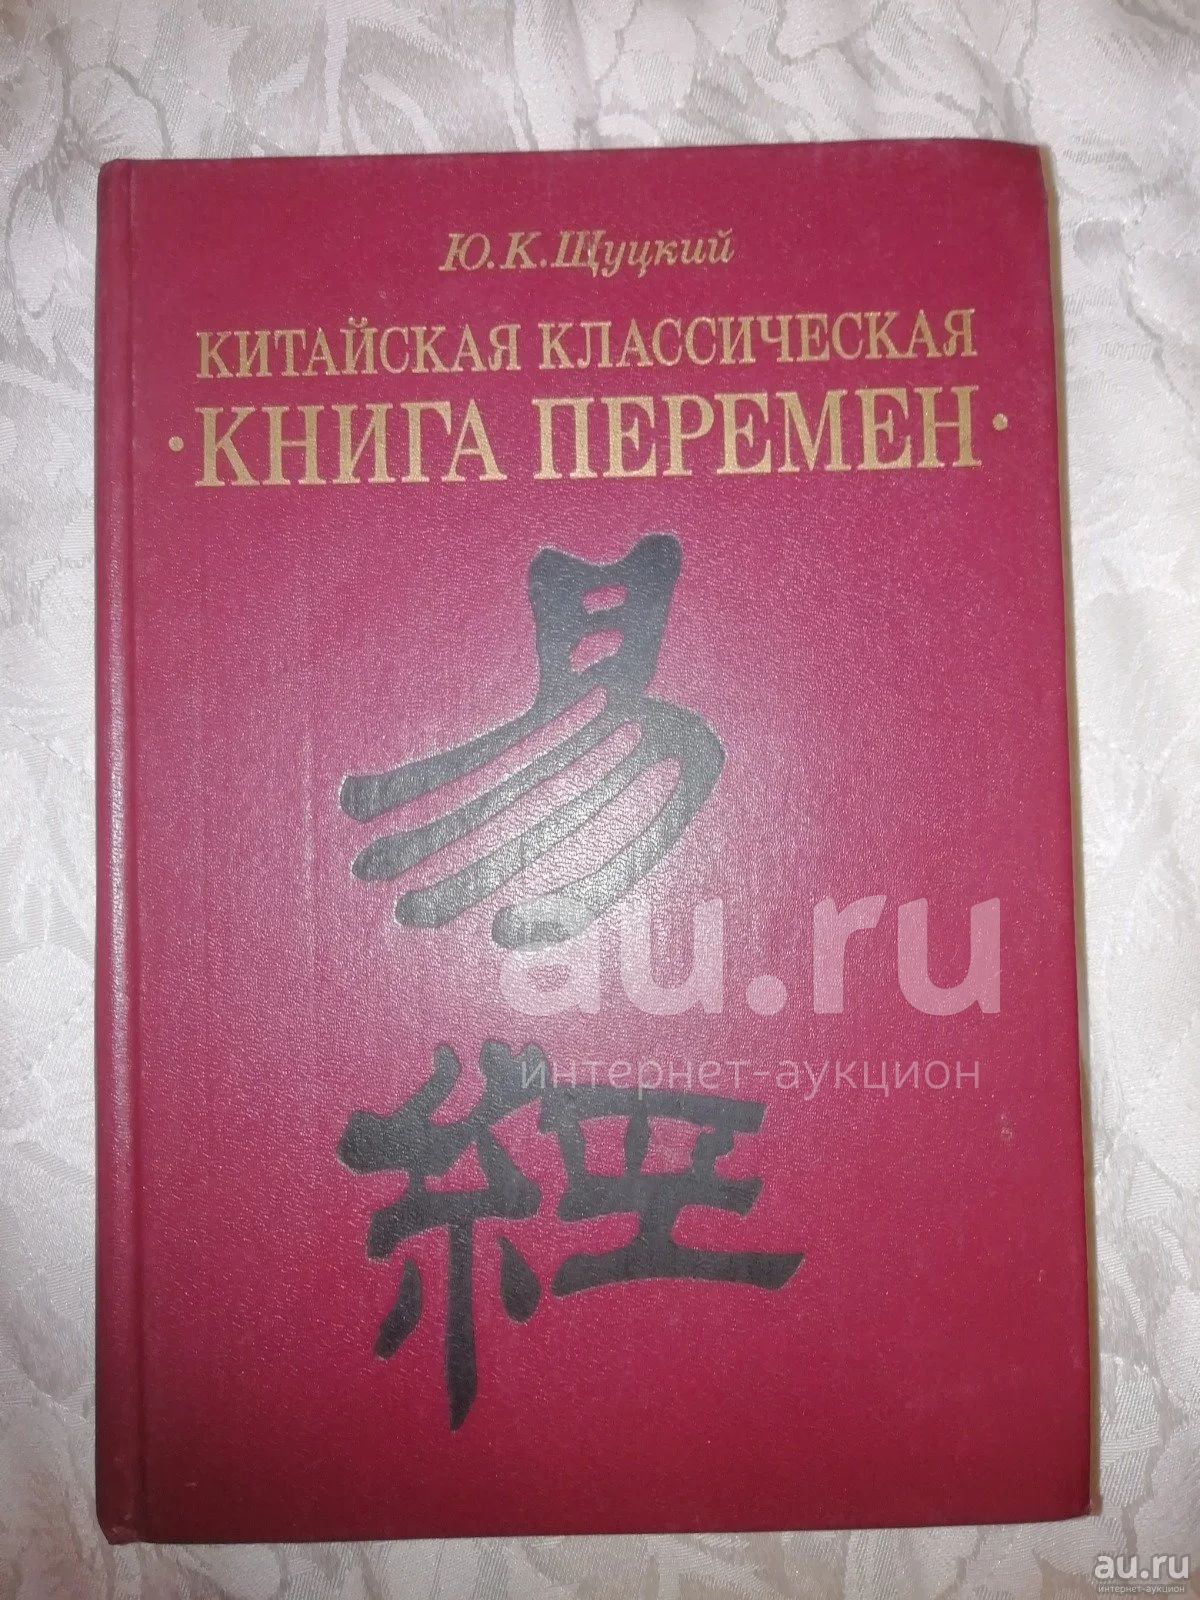 Ю.К.Щуцкий
КИТАЙСКАЯ КЛАССИЧЕСКАЯ
·КНИГА ПЕРЕМЕН·
易
經
au.ru
интернет-аукцион
au.ru
интернет-аукцион